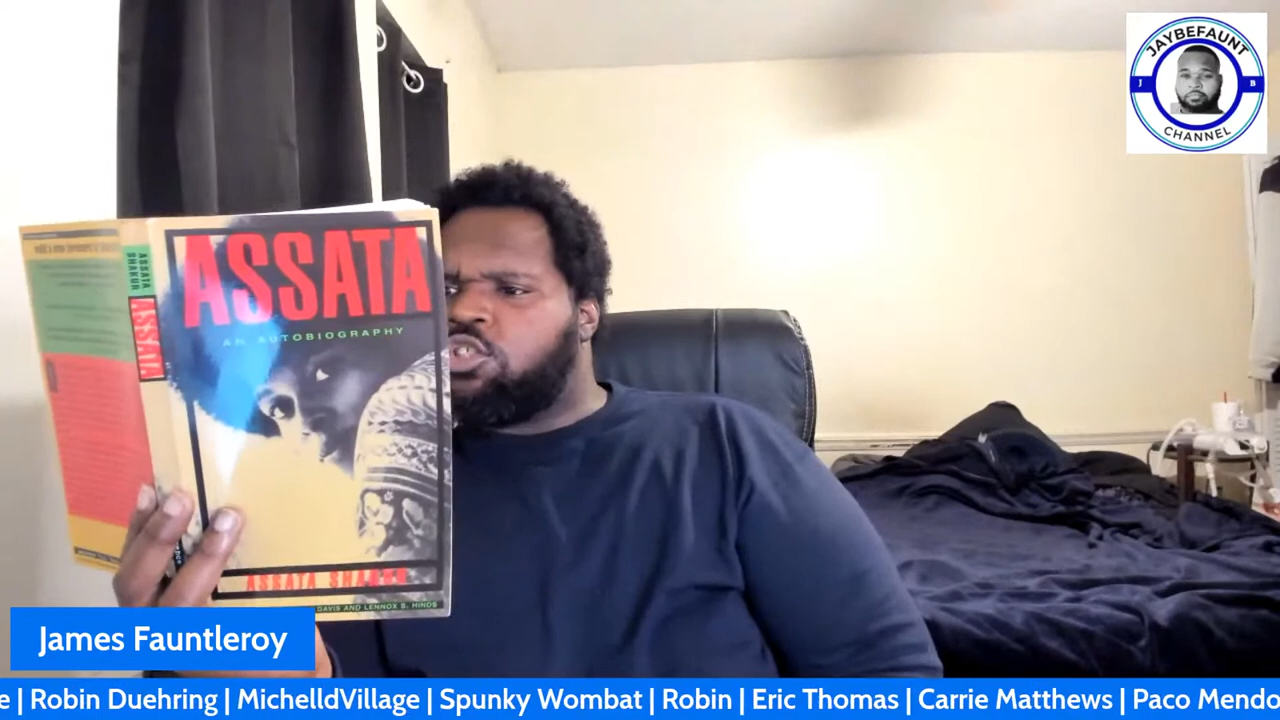 JAYBEFAUNT
J B
CHANNEL
ASSATA
SHAKUR
ASSATA
ASSATA
AN AUTOBIOGRAPHY
ASSATA SHAKUR
DAVIS AND LENNOX S. HINDS
James Fauntleroy
e | Robin Duehring | MichelldVillage | Spunky Wombat | Robin | Eric Thomas | Carrie Matthews | Paco Mendo